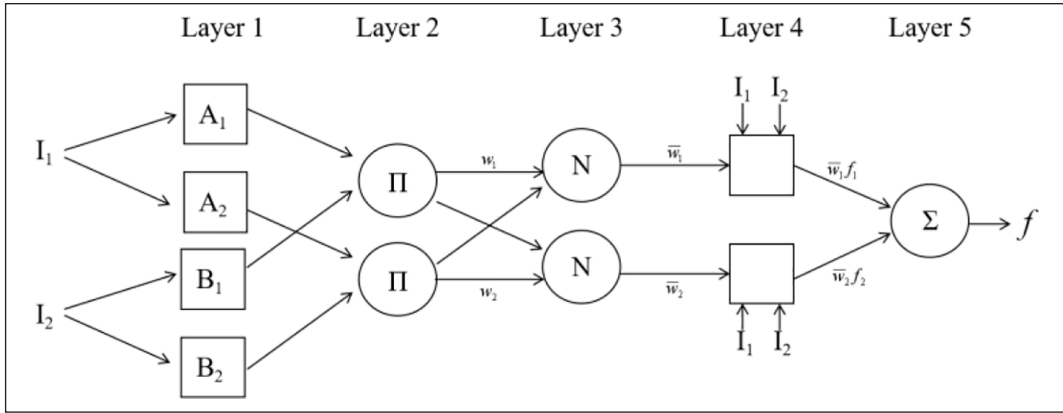 Layer 1 Layer 2 Layer 3 Layer 4 Layer 5
I₁ I₂
A₁
I₁
Π w₁ N w̅₁
w̅₁f₁
A₂
Σ f
B₁
Π w₂ N w̅₂
w̅₂f₂
I₂
B₂
I₁ I₂